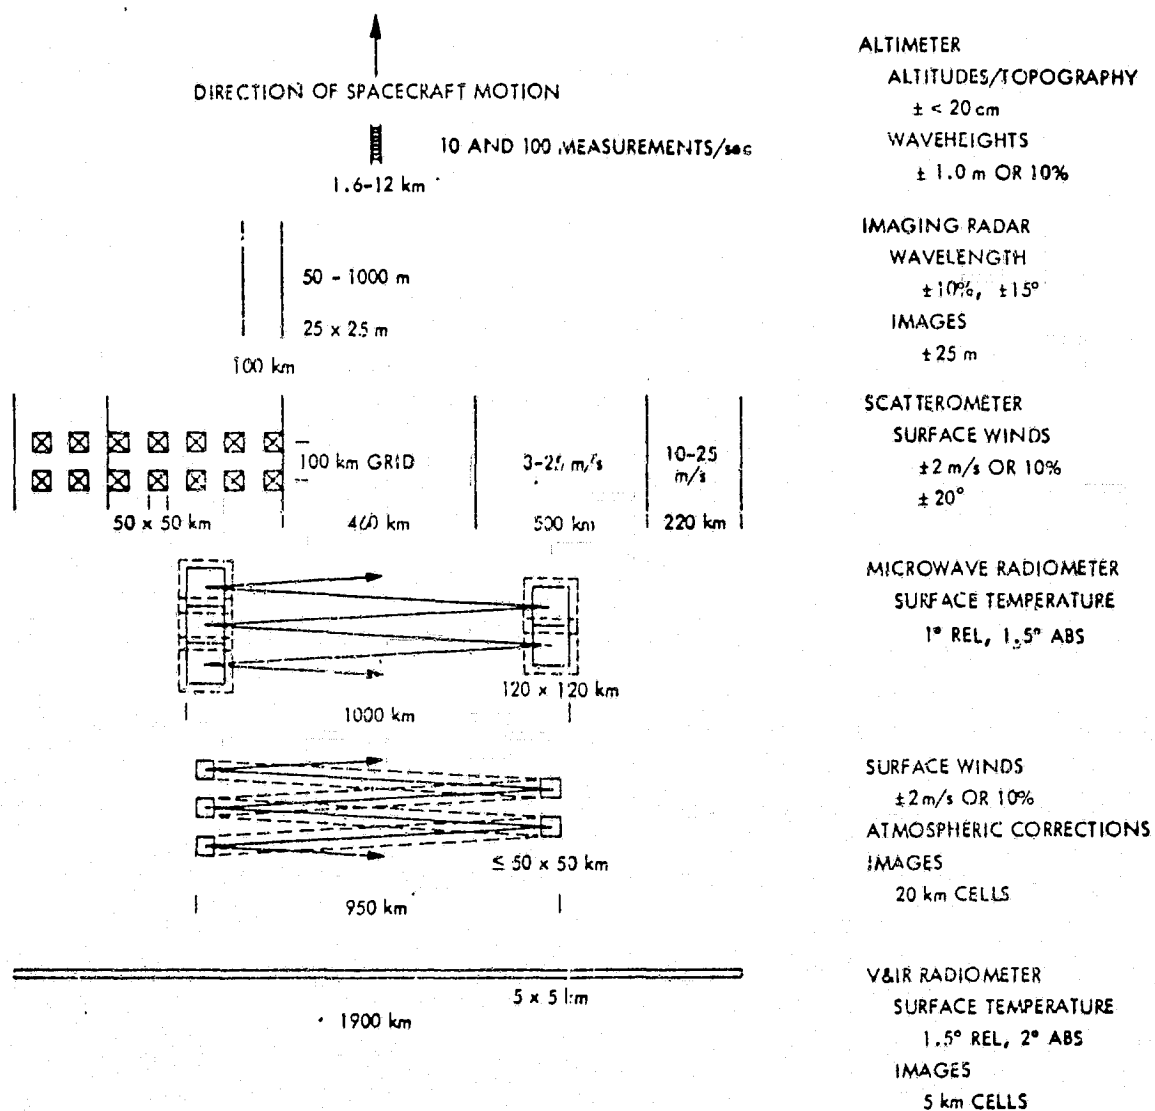 DIRECTION OF SPACECRAFT MOTION
10 AND 100 MEASUREMENTS/sec
1.6-12 km
ALTIMETER
ALTITUDES/TOPOGRAPHY
± < 20 cm
WAVEHEIGHTS
± 1.0 m OR 10%
50 - 1000 m
25 x 25 m
100 km
IMAGING RADAR
WAVELENGTH
±10%, ±15°
IMAGES
±25 m
100 km GRID
3-25 m/s
10-25
m/s
50 x 50 km
460 km
500 km
220 km
SCATTEROMETER
SURFACE WINDS
±2 m/s OR 10%
± 20°
120 x 120 km
1000 km
MICROWAVE RADIOMETER
SURFACE TEMPERATURE
1° REL, 1.5° ABS
≤ 50 x 50 km
950 km
SURFACE WINDS
±2 m/s OR 10%
ATMOSPHERIC CORRECTIONS
IMAGES
20 km CELLS
5 x 5 km
1900 km
V&IR RADIOMETER
SURFACE TEMPERATURE
1.5° REL, 2° ABS
IMAGES
5 km CELLS